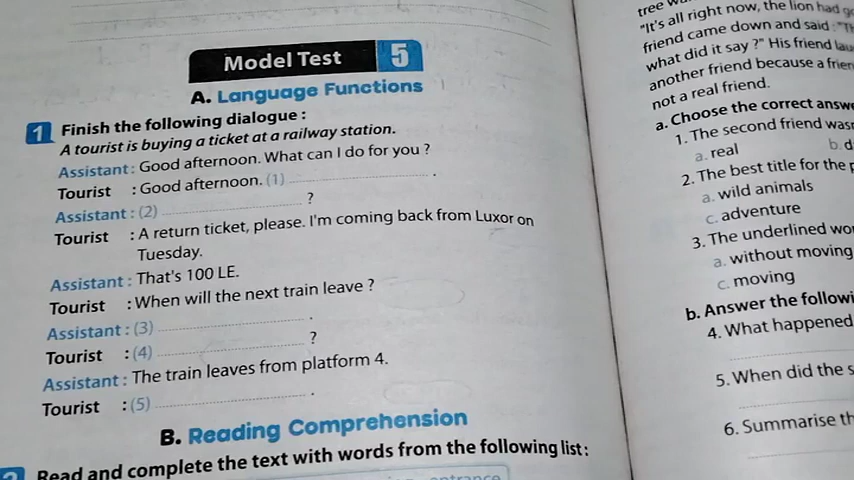 Model Test 5
A. Language Functions
1 Finish the following dialogue :
A tourist is buying a ticket at a railway station.
Assistant : Good afternoon. What can I do for you ?
Tourist : Good afternoon. (1) .
Assistant : (2) ?
Tourist : A return ticket, please. I'm coming back from Luxor on
Tuesday.
Assistant : That's 100 LE.
Tourist : When will the next train leave ?
Assistant : (3) .
Tourist : (4) ?
Assistant : The train leaves from platform 4.
Tourist : (5) .
B. Reading Comprehension
Read and complete the text with words from the following list :
entrance
tree
"It's all right now, the lion had
friend came down and said
what did it say ?" His friend
another friend because a
not a real friend.
a. Choose the correct
1. The second friend
a. real b.
2. The best title for the
a. wild animals
c. adventure
3. The underlined
a. without moving
c. moving
b. Answer the
4. What happened
5. When did the
6. Summarise